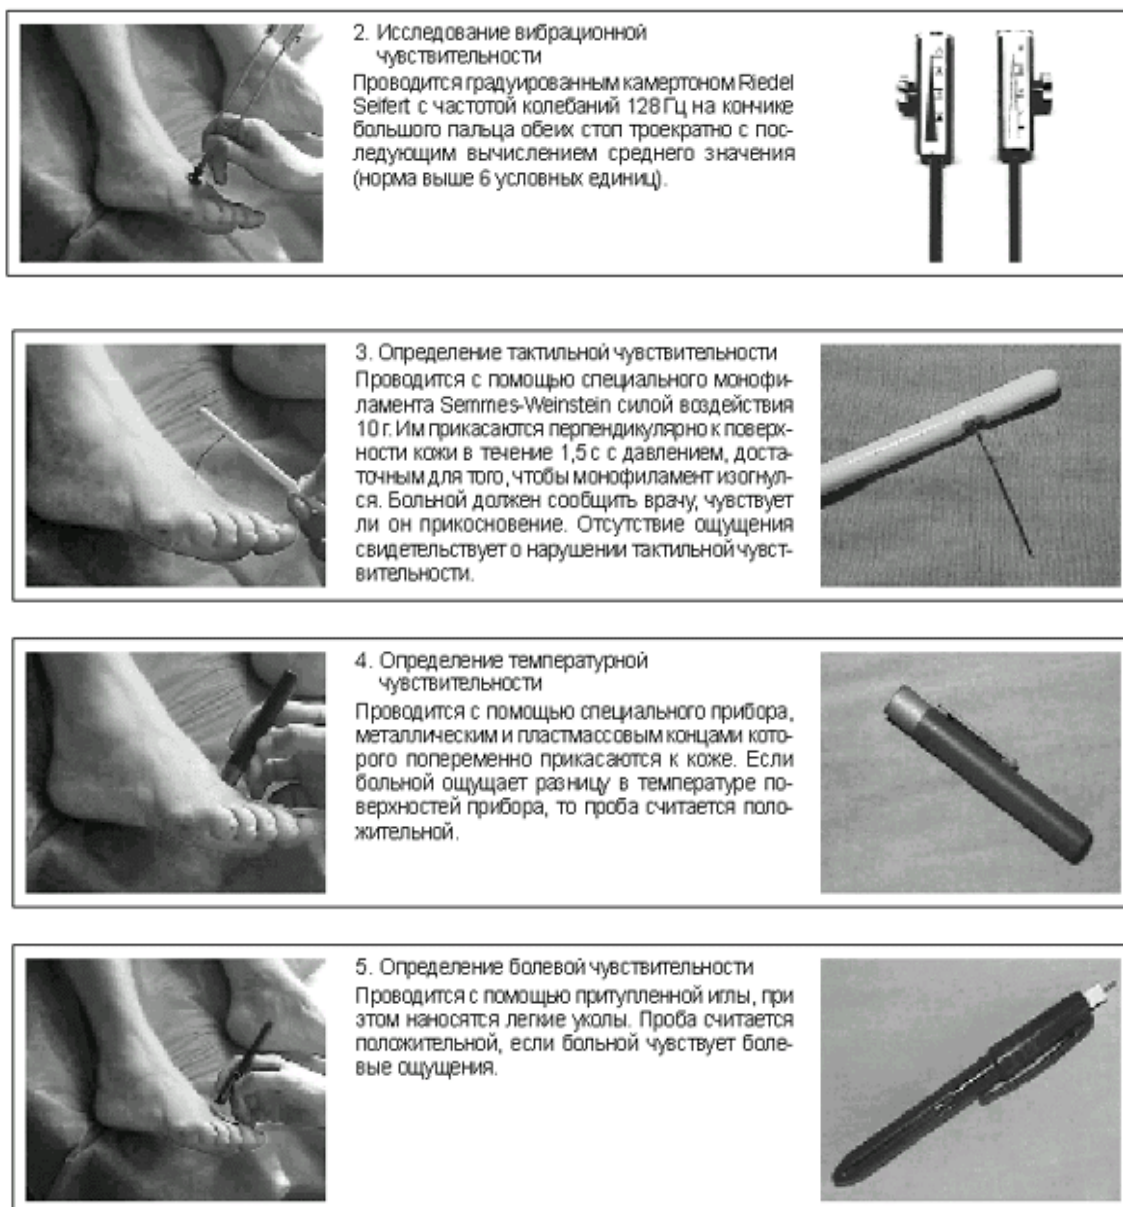 2. Исследование вибрационной
чувствительности
Проводится градуированным камертоном Riedel
Seifert с частотой колебаний 128 Гц на кончике
большого пальца обеих стоп троекратно с пос-
ледующим вычислением среднего значения
(норма выше 6 условных единиц).
3. Определение тактильной чувствительности
Проводится с помощью специального монофи-
ламента Semmes-Weinstein силой воздействия
10 г. Им прикасаются перпендикулярно к поверх-
ности кожи в течение 1,5 с с давлением, доста-
точным для того, чтобы монофиламент изогнул-
ся. Больной должен сообщить врачу, чувствует
ли он прикосновение. Отсутствие ощущения
свидетельствует о нарушении тактильной чувст-
вительности.
4. Определение температурной
чувствительности
Проводится с помощью специального прибора,
металлическим и пластмассовым концами кото-
рого попеременно прикасаются к коже. Если
больной ощущает разницу в температуре по-
верхностей прибора, то проба считается поло-
жительной.
5. Определение болевой чувствительности
Проводится с помощью притупленной иглы, при
этом наносятся легкие уколы. Проба считается
положительной, если больной чувствует боле-
вые ощущения.